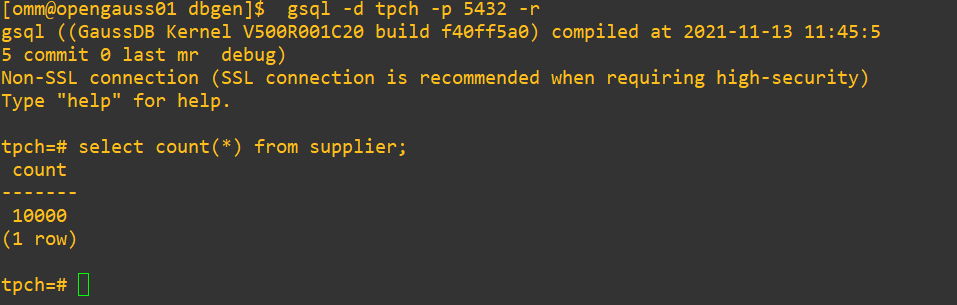 [omm@opengauss01 dbgen]$  gsql -d tpch -p 5432 -r
gsql ((GaussDB Kernel V500R001C20 build f40ff5a0) compiled at 2021-11-13 11:45:5
5 commit 0 last mr  debug)
Non-SSL connection (SSL connection is recommended when requiring high-security)
Type "help" for help.
tpch=# select count(*) from supplier;
 count
-------
 10000
(1 row)
tpch=#